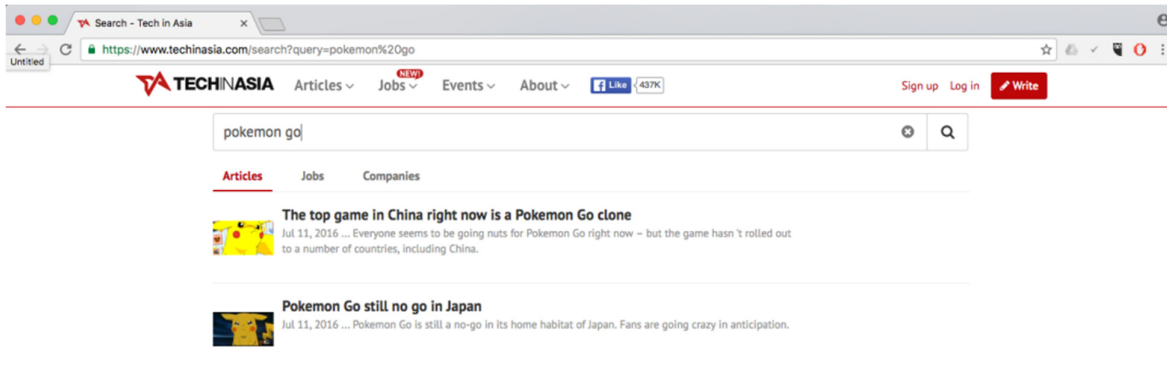 Search - Tech in Asia
https://www.techinasia.com/search?query=pokemon%20go
Untitled
TECHINASIA Articles Jobs NEW! Events About Like 437K Sign up Log in Write
pokemon go
Articles Jobs Companies
The top game in China right now is a Pokemon Go clone
Jul 11, 2016 ... Everyone seems to be going nuts for Pokemon Go right now – but the game hasn 't rolled out
to a number of countries, including China.
Pokemon Go still no go in Japan
Jul 11, 2016 ... Pokemon Go is still a no-go in its home habitat of Japan. Fans are going crazy in anticipation.